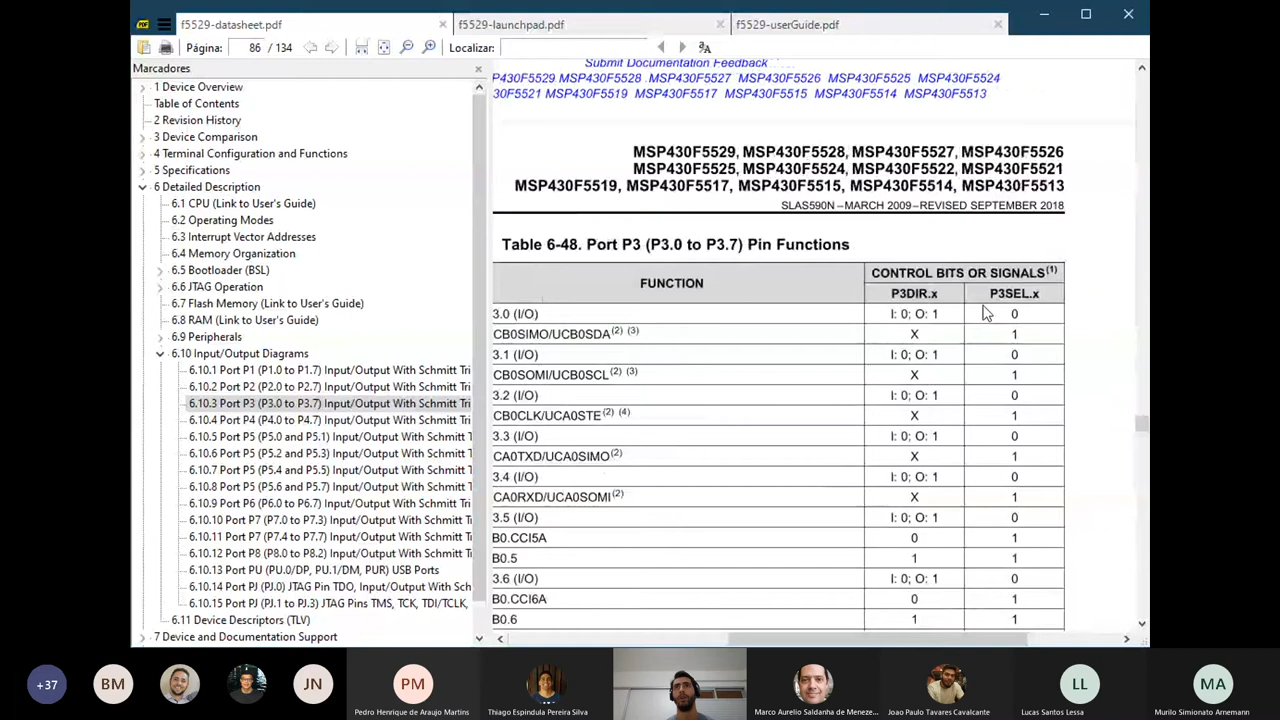 f5529-datasheet.pdf
f5529-launchpad.pdf
f5529-userGuide.pdf
Página: 86 / 134
Localizar:
Marcadores
1 Device Overview
Table of Contents
2 Revision History
3 Device Comparison
4 Terminal Configuration and Functions
5 Specifications
6 Detailed Description
6.1 CPU (Link to User's Guide)
6.2 Operating Modes
6.3 Interrupt Vector Addresses
6.4 Memory Organization
6.5 Bootloader (BSL)
6.6 JTAG Operation
6.7 Flash Memory (Link to User's Guide)
6.8 RAM (Link to User's Guide)
6.9 Peripherals
6.10 Input/Output Diagrams
6.10.1 Port P1 (P1.0 to P1.7) Input/Output With Schmitt Tri
6.10.2 Port P2 (P2.0 to P2.7) Input/Output With Schmitt Tri
6.10.3 Port P3 (P3.0 to P3.7) Input/Output With Schmitt Tri
6.10.4 Port P4 (P4.0 to P4.7) Input/Output With Schmitt Tri
6.10.5 Port P5 (P5.0 and P5.1) Input/Output With Schmitt T
6.10.6 Port P5 (P5.2 and P5.3) Input/Output With Schmitt T
6.10.7 Port P5 (P5.4 and P5.5) Input/Output With Schmitt T
6.10.8 Port P5 (P5.6 and P5.7) Input/Output With Schmitt T
6.10.9 Port P6 (P6.0 to P6.7) Input/Output With Schmitt Tri
6.10.10 Port P7 (P7.0 to P7.3) Input/Output With Schmitt T
6.10.11 Port P7 (P7.4 to P7.7) Input/Output With Schmitt T
6.10.12 Port P8 (P8.0 to P8.2) Input/Output With Schmitt T
6.10.13 Port PU (PU.0/DP, PU.1/DM, PUR) USB Ports
6.10.14 Port PJ (PJ.0) JTAG Pin TDO, Input/Output With Sch
6.10.15 Port PJ (PJ.1 to PJ.3) JTAG Pins TMS, TCK, TDI/TCLK,
6.11 Device Descriptors (TLV)
7 Device and Documentation Support
Submit Documentation Feedback
P430F5529 MSP430F5528 MSP430F5527 MSP430F5526 MSP430F5525 MSP430F5524
0F5521 MSP430F5519 MSP430F5517 MSP430F5515 MSP430F5514 MSP430F5513
MSP430F5529, MSP430F5528, MSP430F5527, MSP430F5526
MSP430F5525, MSP430F5524, MSP430F5522, MSP430F5521
MSP430F5519, MSP430F5517, MSP430F5515, MSP430F5514, MSP430F5513
SLAS590N – MARCH 2009 – REVISED SEPTEMBER 2018
Table 6-48. Port P3 (P3.0 to P3.7) Pin Functions
FUNCTION CONTROL BITS OR SIGNALS(1)
P3DIR.x P3SEL.x
3.0 (I/O) I: 0; O: 1 0
CB0SIMO/UCB0SDA(2) (3) X 1
3.1 (I/O) I: 0; O: 1 0
CB0SOMI/UCB0SCL(2) (3) X 1
3.2 (I/O) I: 0; O: 1 0
CB0CLK/UCA0STE(2) (4) X 1
3.3 (I/O) I: 0; O: 1 0
CA0TXD/UCA0SIMO(2) X 1
3.4 (I/O) I: 0; O: 1 0
CA0RXD/UCA0SOMI(2) X 1
3.5 (I/O) I: 0; O: 1 0
B0.CCI5A 0 1
B0.5 1 1
3.6 (I/O) I: 0; O: 1 0
B0.CCI6A 0 1
B0.6 1 1
+37
BM
JN
PM
LL
MA
Pedro Henrique de Araujo Martins
Thiago Espindula Pereira Silva
Marco Aurelio Saldanha de Meneze...
Joao Paulo Tavares Cavalcante
Lucas Santos Lessa
Murilo Simionato Arnemann